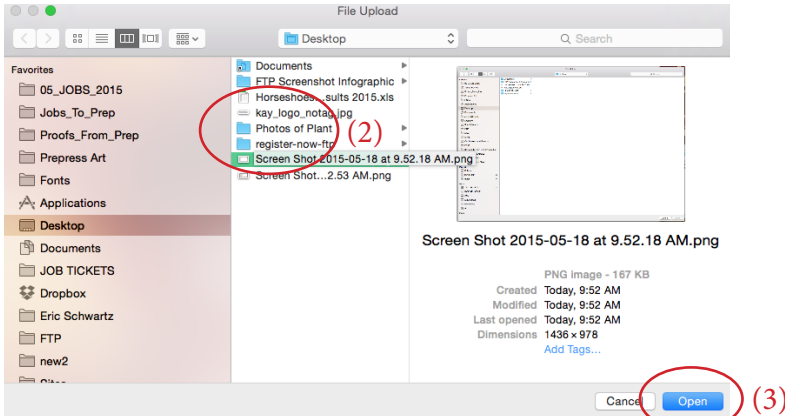 File Upload
Desktop
Search
Favorites
05_JOBS_2015
Jobs_To_Prep
Proofs_From_Prep
Prepress Art
Fonts
Applications
Desktop
Documents
JOB TICKETS
Dropbox
Eric Schwartz
FTP
new2
Documents
FTP Screenshot Infographic
Horseshoes...sults 2015.xls
kay_logo_notag.jpg
Photos of Plant
register-now-ftp
Screen Shot 2015-05-18 at 9.52.18 AM.png
Screen Shot...2.53 AM.png
(2)
Screen Shot 2015-05-18 at 9.52.18 AM.png
PNG image - 167 KB
Created Today, 9:52 AM
Modified Today, 9:52 AM
Last opened Today, 9:52 AM
Dimensions 1436 × 978
Add Tags...
Cancel
Open
(3)